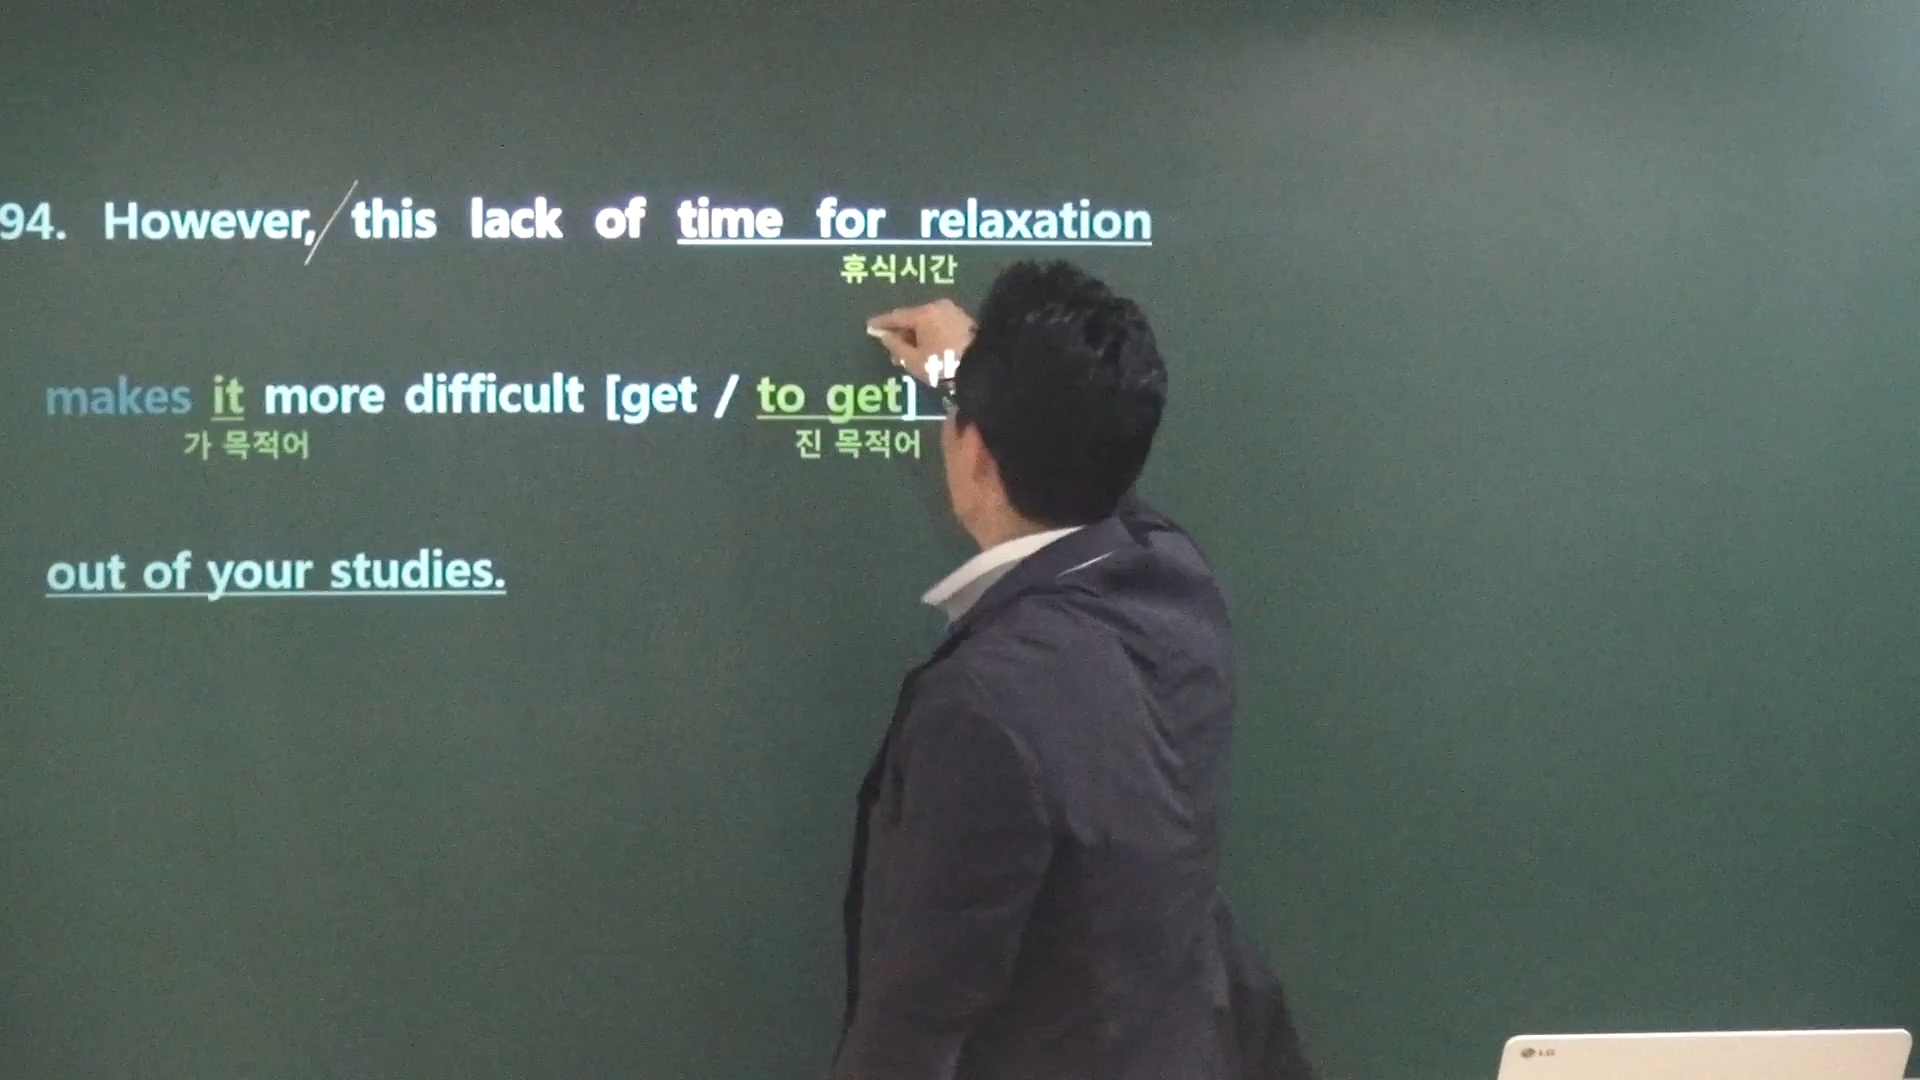 94. However, this lack of time for relaxation
휴식시간
makes it more difficult [get / to get]
가 목적어 진 목적어
out of your studies.
LG